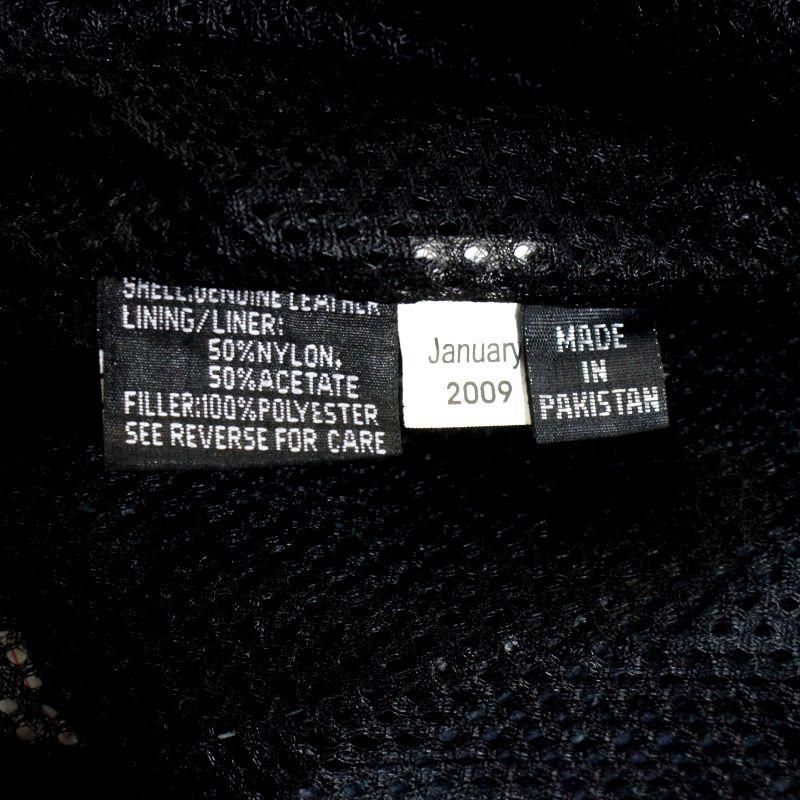 SHELL:GENUINE LEATHER
LINING/LINER:
50%NYLON,
50%ACETATE
FILLER:100%POLYESTER
SEE REVERSE FOR CARE
January
2009
MADE
IN
PAKISTAN